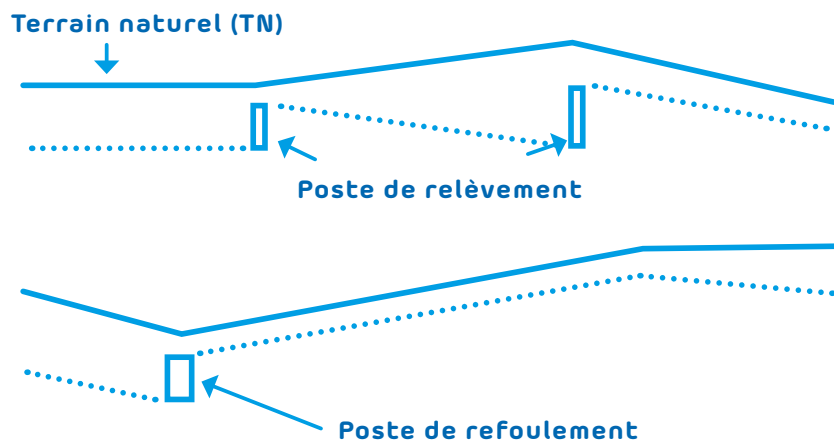 Terrain naturel (TN)
Poste de relèvement
Poste de refoulement